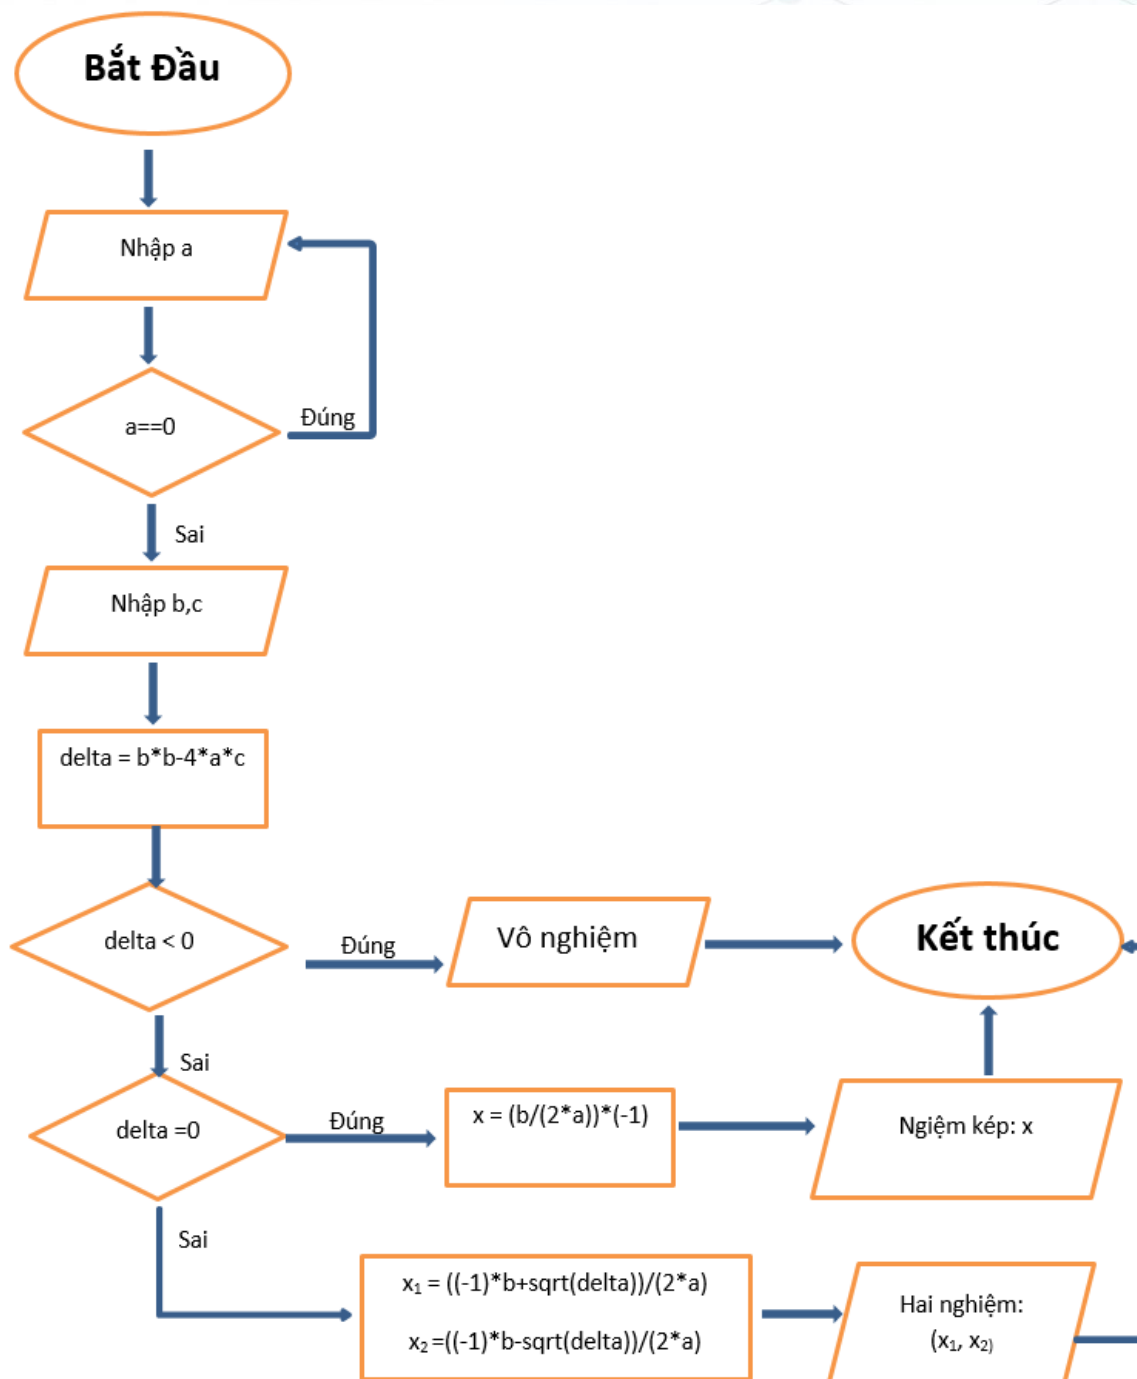 Bắt Đầu
Nhập a
a==0
Đúng
Sai
Nhập b,c
delta = b*b-4*a*c
delta < 0
Đúng
Vô nghiệm
Kết thúc
Sai
delta =0
Đúng
x = (b/(2*a))*(-1)
Ngiệm kép: x
Sai
x₁ = ((-1)*b+sqrt(delta))/(2*a)
x₂ =((-1)*b-sqrt(delta))/(2*a)
Hai nghiệm:
(x₁, x₂)